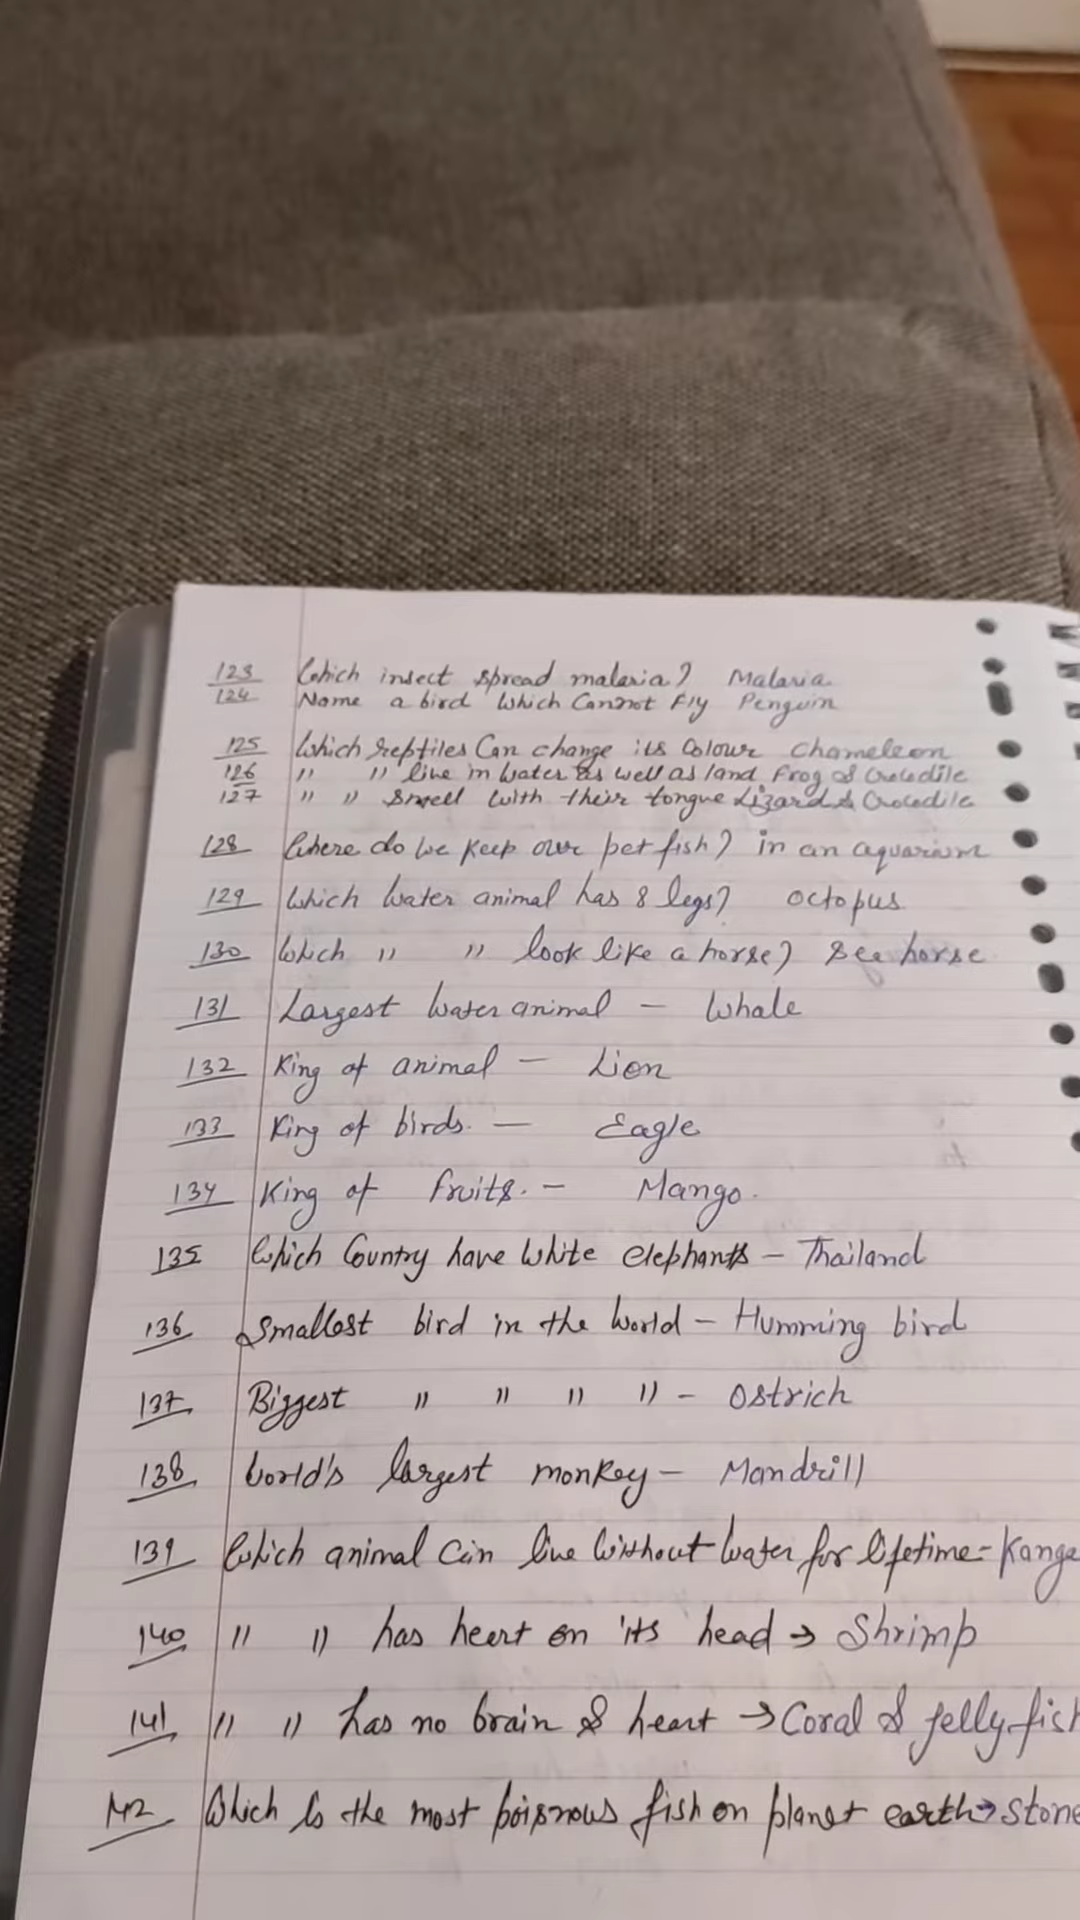 123 Which insect spread malaria? Malaria
124 Name a bird which Cannot Fly Penguin
125 Which reptiles Can change its Colour Chameleon
126 " " live in water as well as land Frog & Crocodile
127 " " Smell with their tongue Lizard & Crocodile
128 Where do we keep our pet fish? in an aquarium
129 Which water animal has 8 legs? octopus
130 Which " " look like a horse? See horse
131 Largest water animal - Whale
132 King of animal - Lion
133 King of birds. - Eagle
134 King of fruits. - Mango.
135 Which Country have White elephants - Thailand
136 Smallest bird in the world - Humming bird
137 Biggest " " " " - Ostrich
138 World's largest monkey - Mandrill
139 Which animal Can live Without water for lifetime - Kanga
140 " " has heart on its head → Shrimp
141 " " has no brain & heart → Coral & Jelly fish
142 Which Is the most poisnous fish on planet earth → Stone